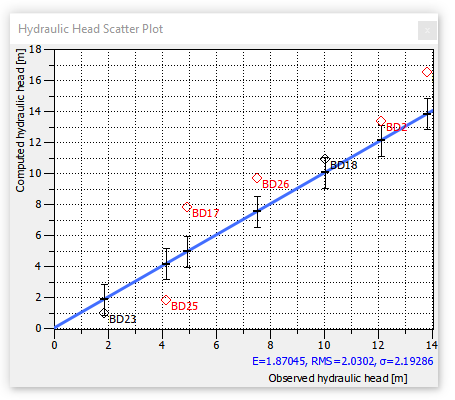 Hydraulic Head Scatter Plot
Computed hydraulic head [m]
18
16
14
12
10
8
6
4
2
0
BD2
BD18
BD26
BD17
BD25
BD23
0 2 4 6 8 10 12 14
E=1.87045, RMS=2.0302, σ=2.19286
Observed hydraulic head [m]